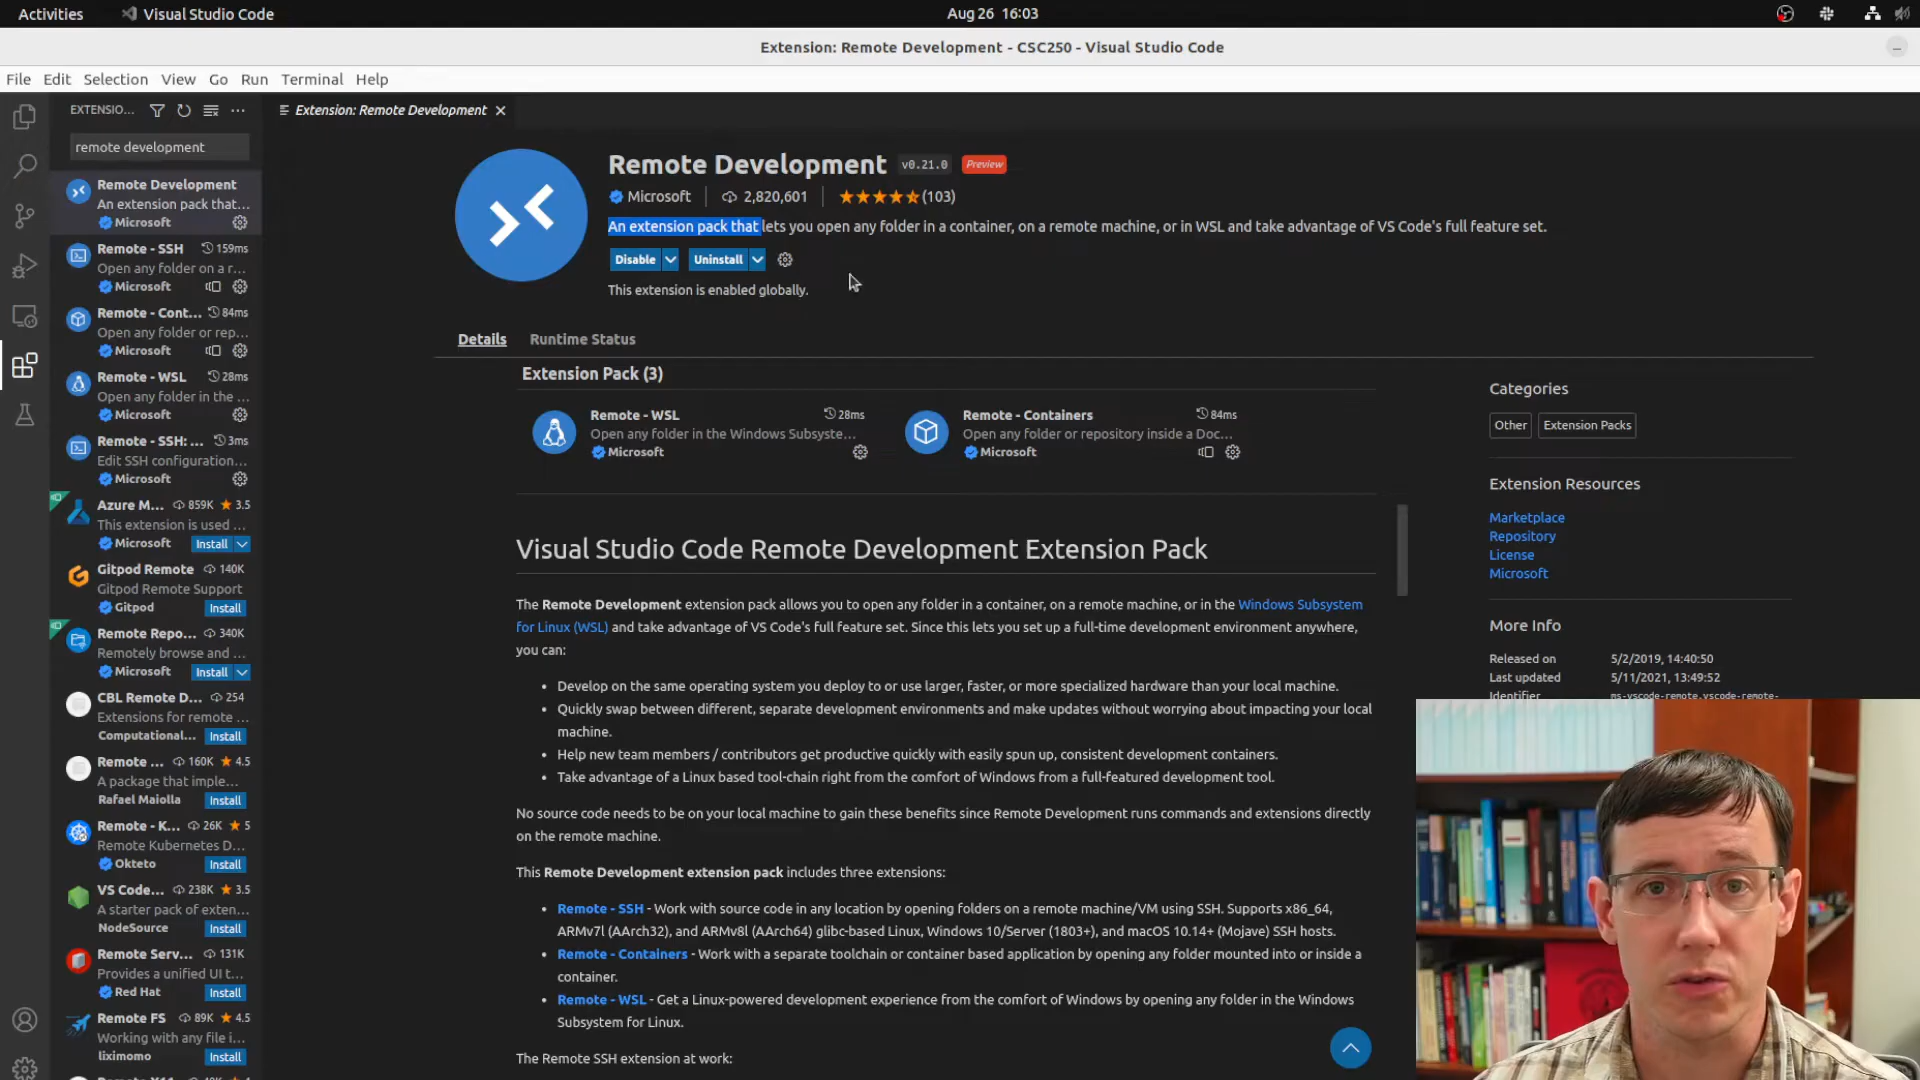 Activities
Visual Studio Code
Aug 26 16:03
Extension: Remote Development - CSC250 - Visual Studio Code
File Edit Selection View Go Run Terminal Help
EXTENSIO...
remote development
Remote Development
An extension pack that...
Microsoft
Remote - SSH 159ms
Open any folder on a r...
Microsoft
Remote - Cont... 84ms
Open any folder or rep...
Microsoft
Remote - WSL 28ms
Open any folder in the ...
Microsoft
Remote - SSH: ... 3ms
Edit SSH configuration...
Microsoft
Azure M... 859K 3.5
This extension is used ...
Microsoft Install
Gitpod Remote 140K
Gitpod Remote Support
Gitpod Install
Remote Repo... 340K
Remotely browse and ...
Microsoft Install
CBL Remote D... 254
Extensions for remote ...
Computational... Install
Remote ... 160K 4.5
A package that imple...
Rafael Maiolla Install
Remote - K... 26K 5
Remote Kubernetes D...
Okteto Install
VS Code... 238K 3.5
A starter pack of exten...
NodeSource Install
Remote Serv... 131K
Provides a unified UI t...
Red Hat Install
Remote FS 89K 4.5
Working with any file i...
liximomo Install
Extension: Remote Development
Remote Development v0.21.0 Preview
Microsoft 2,820,601 (103)
An extension pack that lets you open any folder in a container, on a remote machine, or in WSL and take advantage of VS Code's full feature set.
Disable Uninstall
This extension is enabled globally.
Details Runtime Status
Extension Pack (3)
Remote - WSL 28ms
Open any folder in the Windows Subsyste...
Microsoft
Remote - Containers 84ms
Open any folder or repository inside a Doc...
Microsoft
Visual Studio Code Remote Development Extension Pack
The Remote Development extension pack allows you to open any folder in a container, on a remote machine, or in the Windows Subsystem
for Linux (WSL) and take advantage of VS Code's full feature set. Since this lets you set up a full-time development environment anywhere,
you can:
• Develop on the same operating system you deploy to or use larger, faster, or more specialized hardware than your local machine.
• Quickly swap between different, separate development environments and make updates without worrying about impacting your local
machine.
• Help new team members / contributors get productive quickly with easily spun up, consistent development containers.
• Take advantage of a Linux based tool-chain right from the comfort of Windows from a full-featured development tool.
No source code needs to be on your local machine to gain these benefits since Remote Development runs commands and extensions directly
on the remote machine.
This Remote Development extension pack includes three extensions:
• Remote - SSH - Work with source code in any location by opening folders on a remote machine/VM using SSH. Supports x86_64,
ARMv7l (AArch32), and ARMv8l (AArch64) glibc-based Linux, Windows 10/Server (1803+), and macOS 10.14+ (Mojave) SSH hosts.
• Remote - Containers - Work with a separate toolchain or container based application by opening any folder mounted into or inside a
container.
• Remote - WSL - Get a Linux-powered development experience from the comfort of Windows by opening any folder in the Windows
Subsystem for Linux.
The Remote SSH extension at work:
Categories
Other Extension Packs
Extension Resources
Marketplace
Repository
License
Microsoft
More Info
Released on 5/2/2019, 14:40:50
Last updated 5/11/2021, 13:49:52
Identifier ms-vscode-remote.vscode-remote-